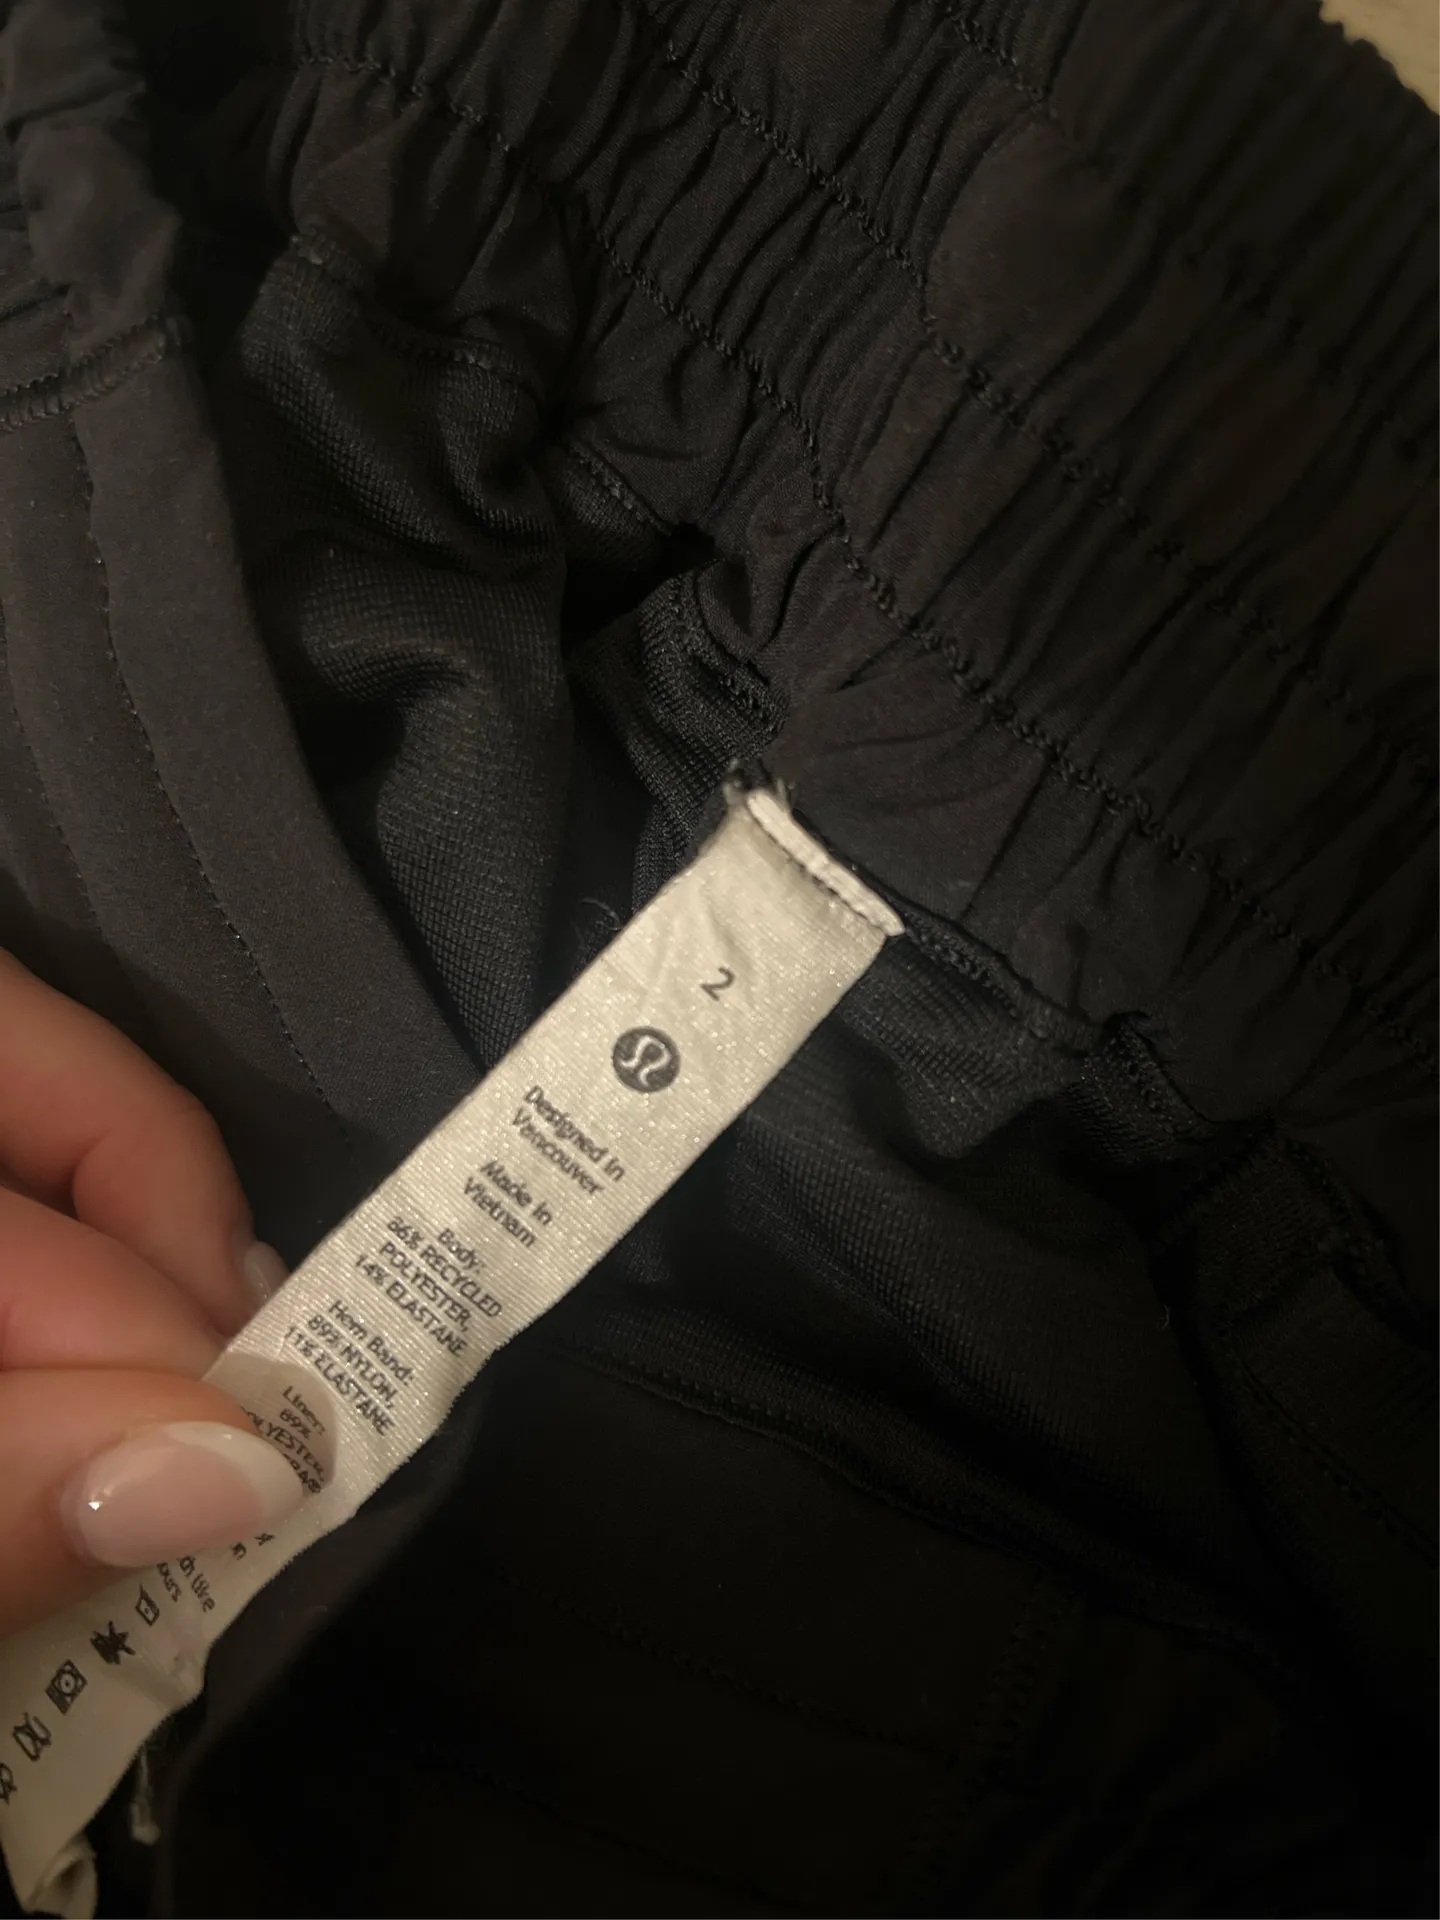 2
Designed in
Vancouver
Made in
Vietnam
Body:
86% RECYCLED
POLYESTER,
14% ELASTANE
Hem Band:
89% NYLON,
11% ELASTANE
Liner:
89%